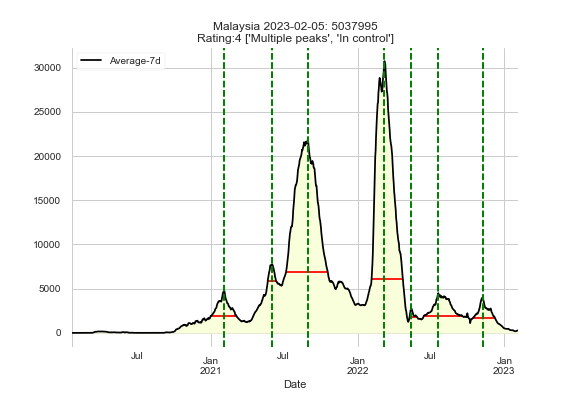 Malaysia 2023-02-05: 5037995
Rating:4 ['Multiple peaks', 'In control']
Average-7d
30000
25000
20000
15000
10000
5000
0
Jul
Jan
2021
Jul
Jan
2022
Jul
Jan
2023
Date